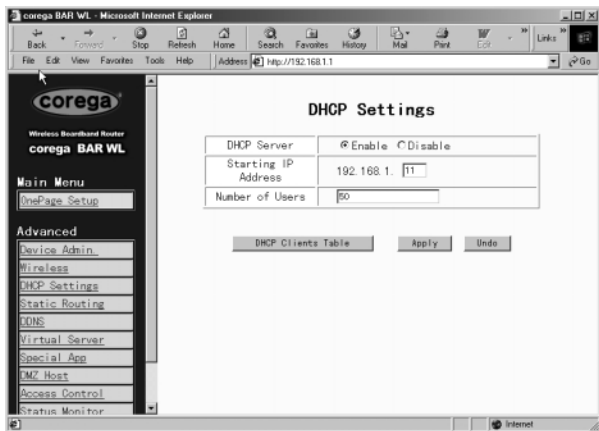 corega BAR WL - Microsoft Internet Explorer
Back Forward Stop Refresh Home Search Favorites History Mail Print Edit Links
File Edit View Favorites Tools Help Address http://192.168.1.1 Go
corega
Wireless Boardband Router
corega BAR WL
Main Menu
OnePage Setup
Advanced
Device Admin.
Wireless
DHCP Settings
Static Routing
DDNS
Virtual Server
Special App
DMZ Host
Access Control
Status Monitor
DHCP Settings
DHCP Server Enable Disable
Starting IP
Address
192.168.1. 11
Number of Users 50
DHCP Clients Table Apply Undo
Internet